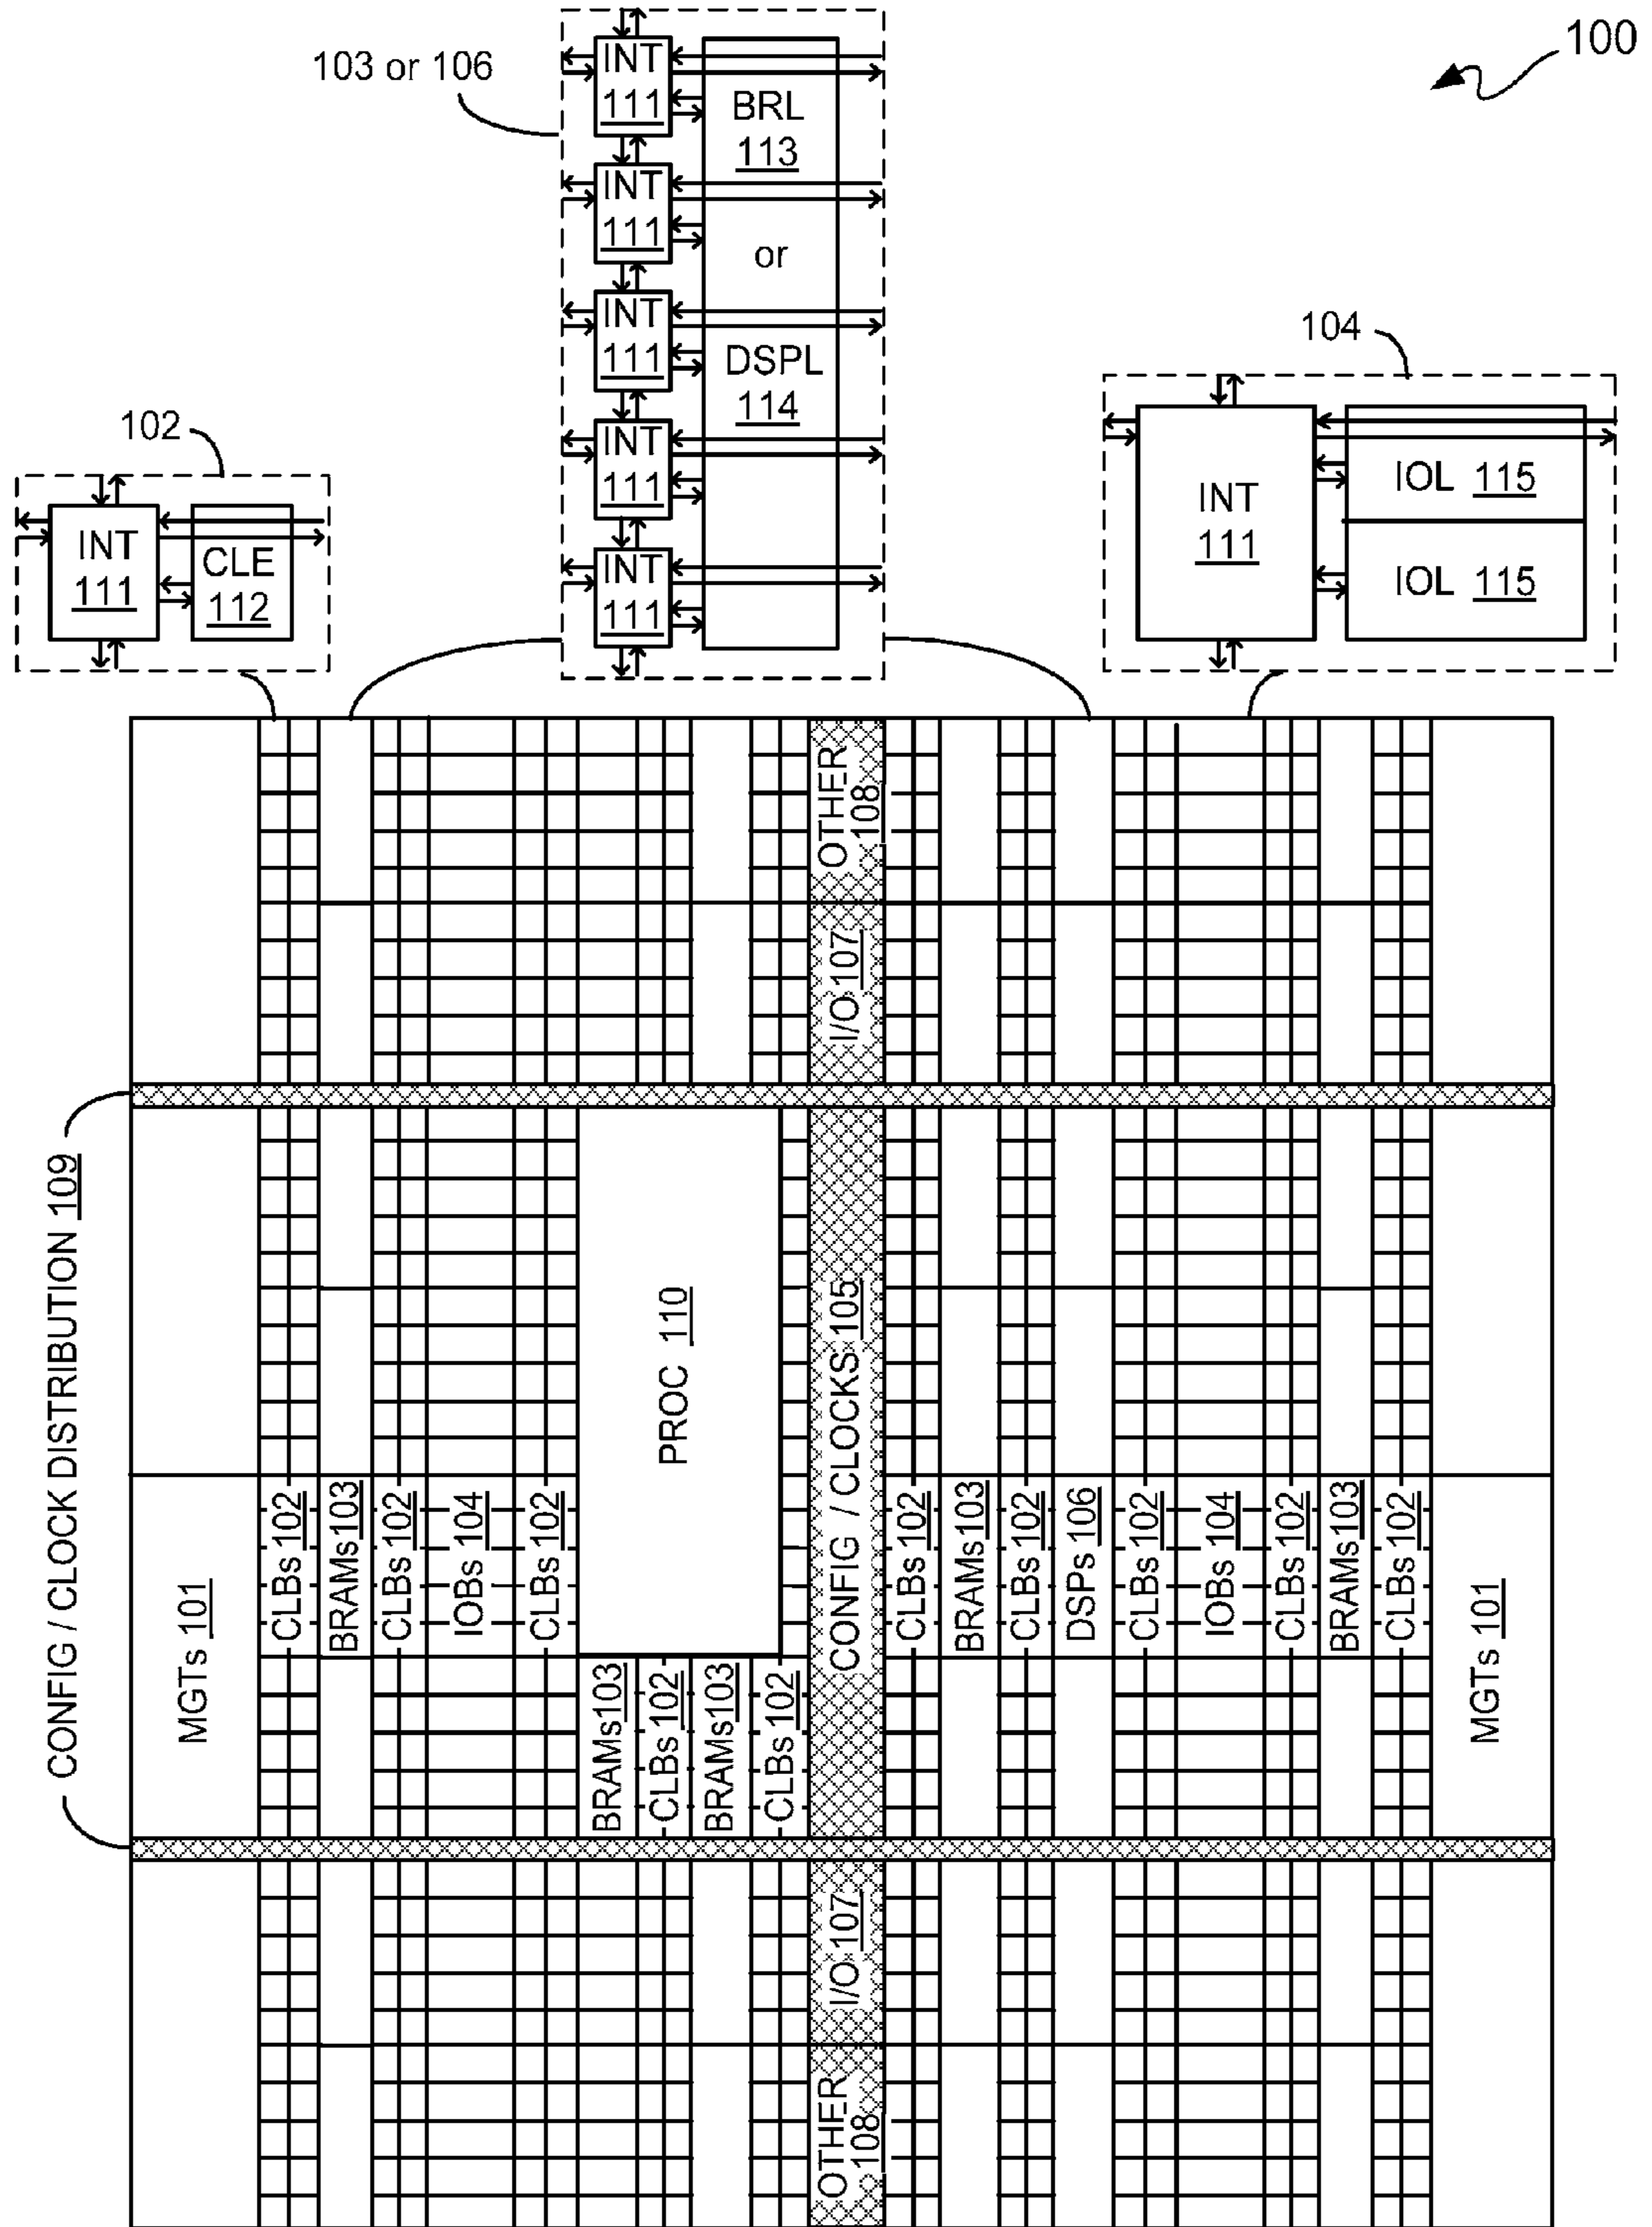 100
103 or 106
INT
111
INT
111
INT
111
INT
111
INT
111
BRL
113
or
DSPL
114
104
INT
111
IOL 115
IOL 115
102
INT
111
CLE
112
OTHER
108
I/O 107
CONFIG / CLOCK DISTRIBUTION 109
PROC 110
CONFIG / CLOCKS 105
MGTs 101
CLBs 102
BRAMs 103
CLBs 102
IOBs 104
CLBs 102
BRAMs 103
CLBs 102
BRAMs 103
CLBs 102
CLBs 102
BRAMs 103
CLBs 102
DSPs 106
CLBs 102
IOBs 104
CLBs 102
BRAMs 103
CLBs 102
MGTs 101
I/O 107
OTHER
108